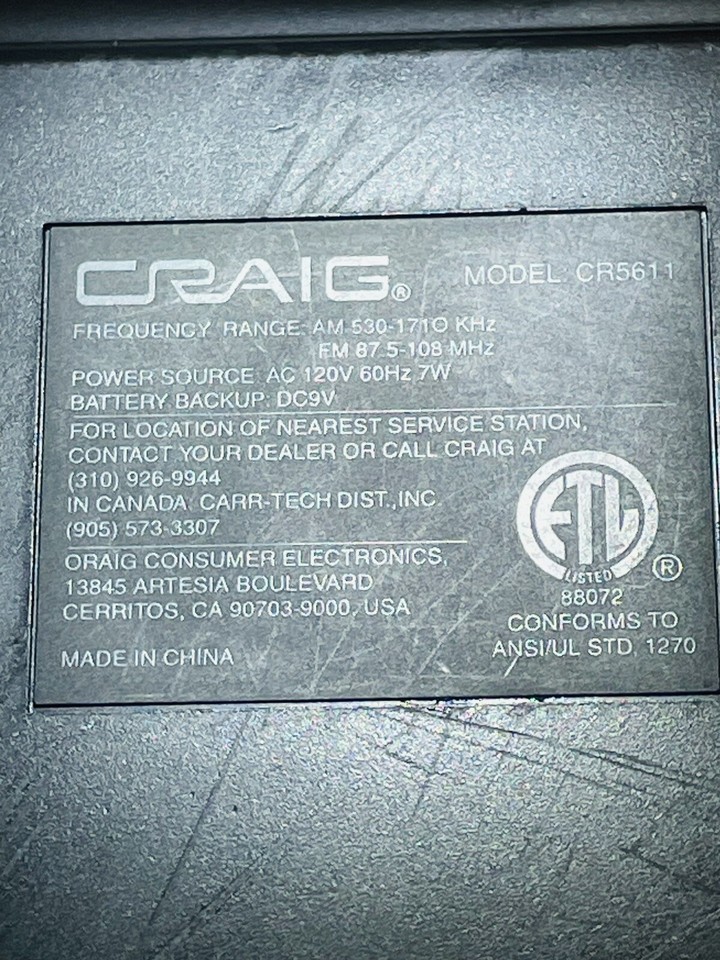 CRAIG®
MODEL: CR5611
FREQUENCY RANGE: AM 530-1710 KHz
FM 87.5-108 MHz
POWER SOURCE: AC 120V 60Hz 7W
BATTERY BACKUP: DC9V
FOR LOCATION OF NEAREST SERVICE STATION,
CONTACT YOUR DEALER OR CALL CRAIG AT
(310) 926-9944
IN CANADA: CARR-TECH DIST.,INC.
(905) 573-3307
ORAIG CONSUMER ELECTRONICS,
13845 ARTESIA BOULEVARD
CERRITOS, CA 90703-9000, USA
MADE IN CHINA
ETL
LISTED
®
88072
CONFORMS TO
ANSI/UL STD. 1270